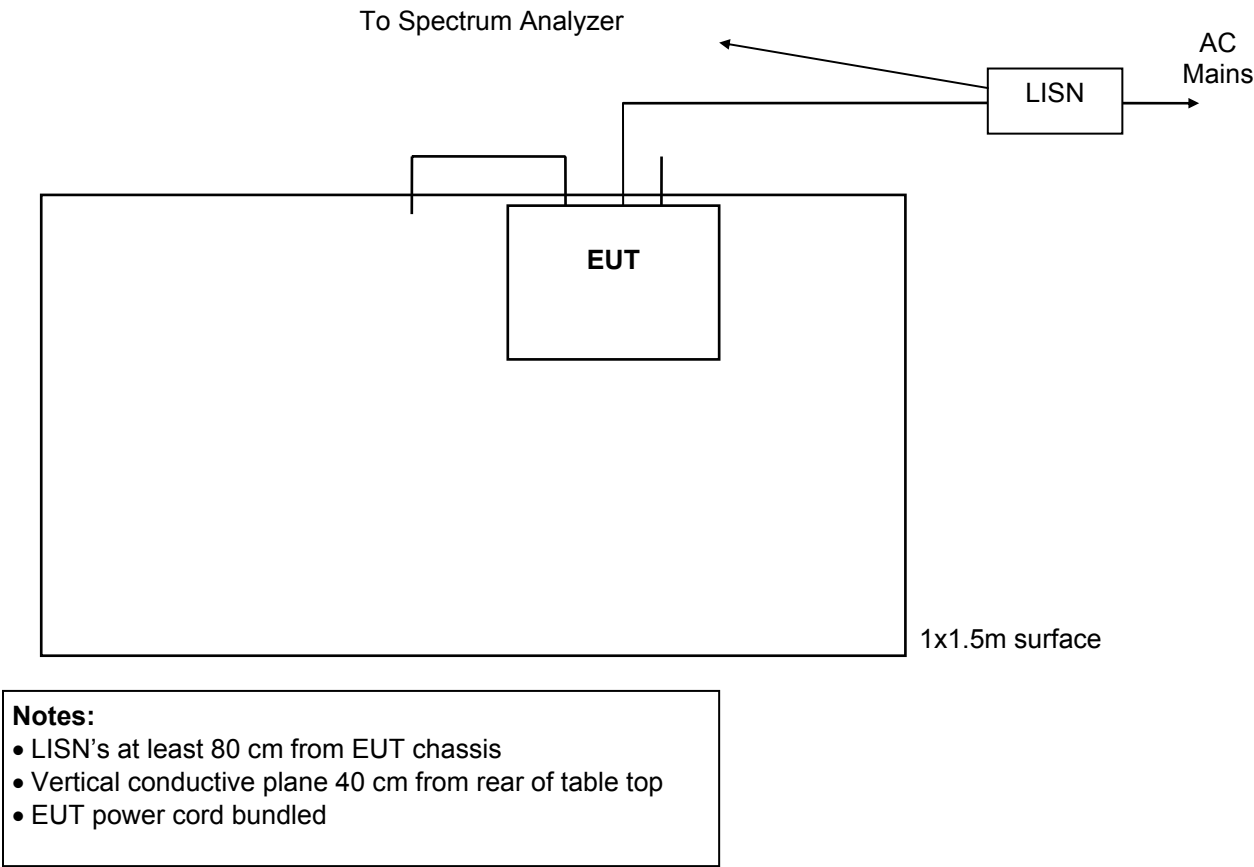 To Spectrum Analyzer
AC
Mains
LISN
EUT
1x1.5m surface
Notes:
• LISN’s at least 80 cm from EUT chassis
• Vertical conductive plane 40 cm from rear of table top
• EUT power cord bundled